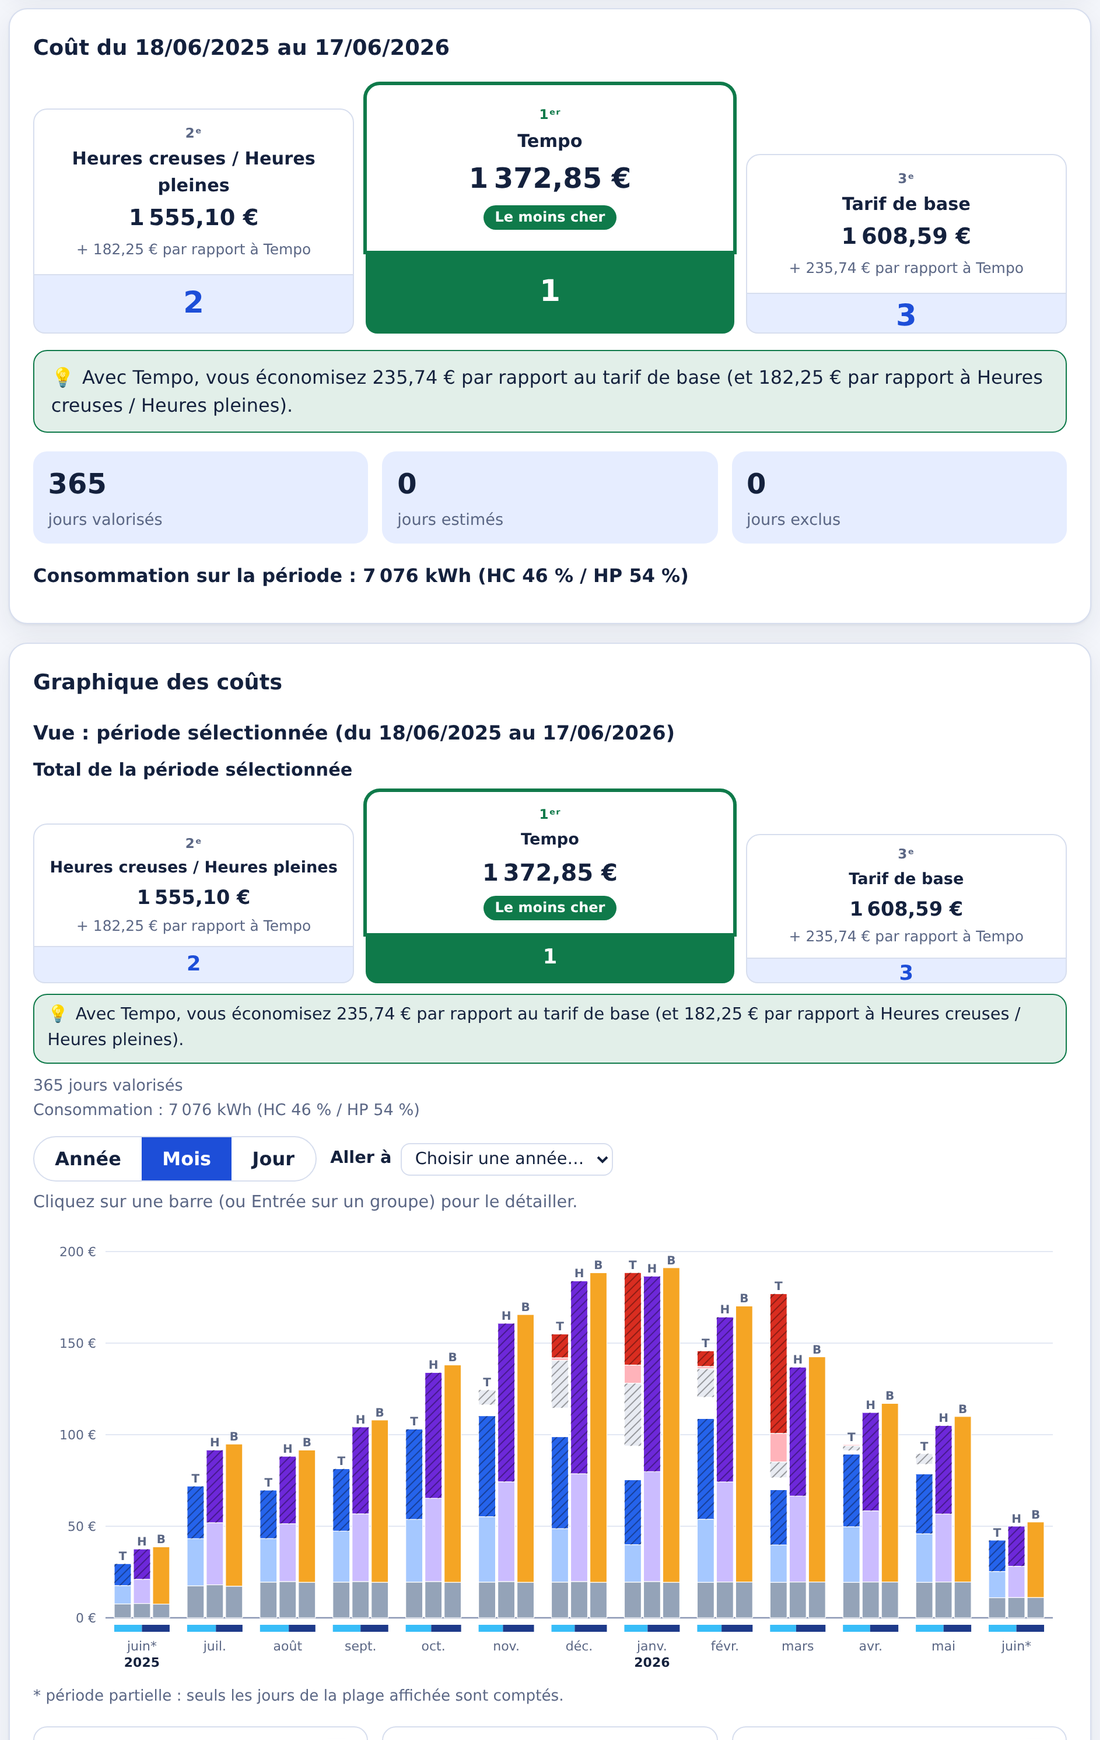 Coût du 18/06/2025 au 17/06/2026
2ᵉ
Heures creuses / Heures
pleines
1 555,10 €
+ 182,25 € par rapport à Tempo
2
1ᵉʳ
Tempo
1 372,85 €
Le moins cher
1
3ᵉ
Tarif de base
1 608,59 €
+ 235,74 € par rapport à Tempo
3
💡 Avec Tempo, vous économisez 235,74 € par rapport au tarif de base (et 182,25 € par rapport à Heures
creuses / Heures pleines).
365
jours valorisés
0
jours estimés
0
jours exclus
Consommation sur la période : 7 076 kWh (HC 46 % / HP 54 %)
Graphique des coûts
Vue : période sélectionnée (du 18/06/2025 au 17/06/2026)
Total de la période sélectionnée
2ᵉ
Heures creuses / Heures pleines
1 555,10 €
+ 182,25 € par rapport à Tempo
2
1ᵉʳ
Tempo
1 372,85 €
Le moins cher
1
3ᵉ
Tarif de base
1 608,59 €
+ 235,74 € par rapport à Tempo
3
💡 Avec Tempo, vous économisez 235,74 € par rapport au tarif de base (et 182,25 € par rapport à Heures creuses /
Heures pleines).
365 jours valorisés
Consommation : 7 076 kWh (HC 46 % / HP 54 %)
Année Mois Jour Aller à Choisir une année...
Cliquez sur une barre (ou Entrée sur un groupe) pour le détailler.
200 €
150 €
100 €
50 €
0 €
T H B
T H B
T H B
T H B
T H B
T H B
T H B
T H B
T H B
T H B
T H B
T H B
T H B
juin* juil. août sept. oct. nov. déc. janv. févr. mars avr. mai juin*
2025 2026
* période partielle : seuls les jours de la plage affichée sont comptés.